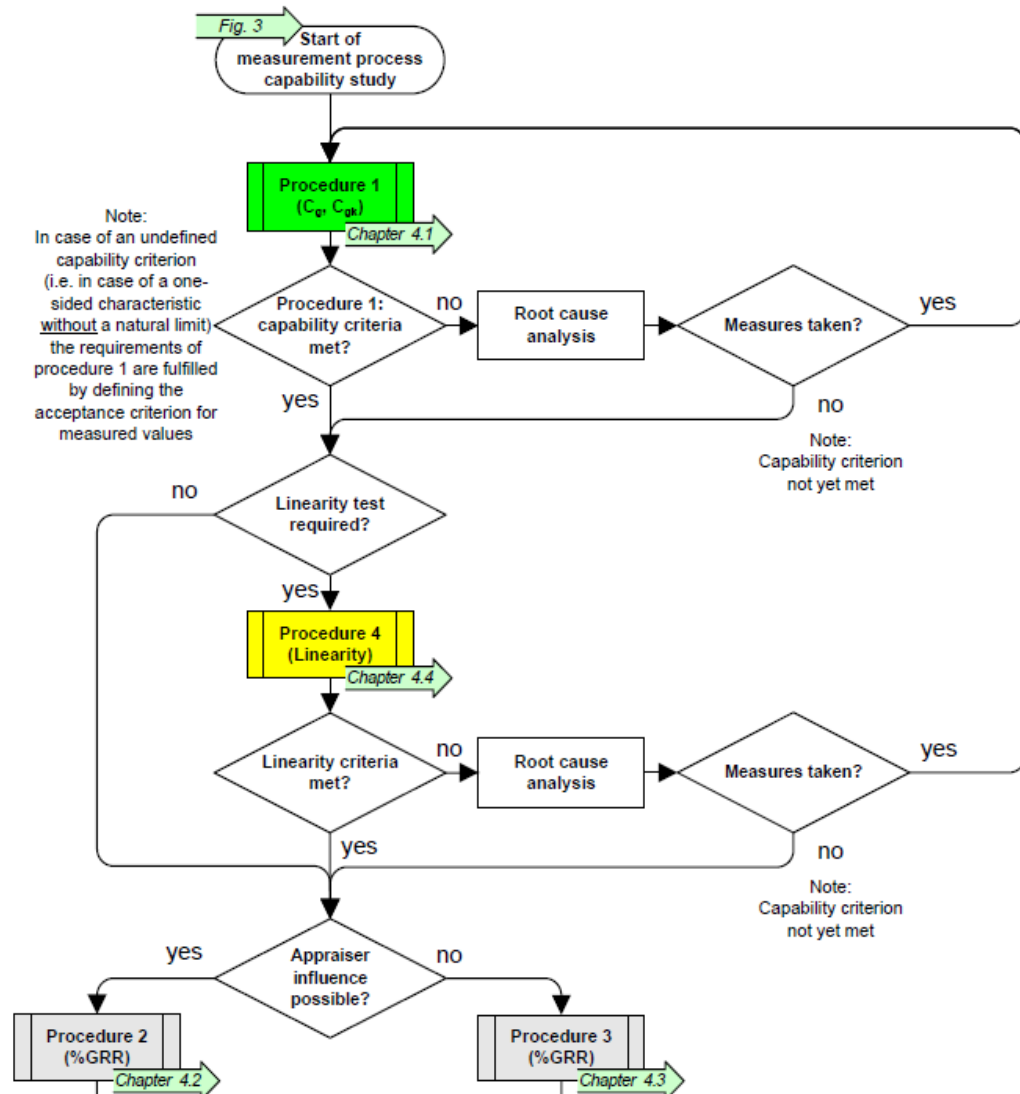 Fig. 3
Start of
measurement process
capability study
Procedure 1
(Cg, Cgk)
Chapter 4.1
Note:
In case of an undefined
capability criterion
(i.e. in case of a one-
sided characteristic
without a natural limit)
the requirements of
procedure 1 are fulfilled
by defining the
acceptance criterion for
measured values
Procedure 1:
capability criteria
met?
no
Root cause
analysis
Measures taken?
yes
yes
no
Note:
Capability criterion
not yet met
no
Linearity test
required?
yes
Procedure 4
(Linearity)
Chapter 4.4
Linearity criteria
met?
no
Root cause
analysis
Measures taken?
yes
yes
no
Note:
Capability criterion
not yet met
yes
Appraiser
influence
possible?
no
Procedure 2
(%GRR)
Chapter 4.2
Procedure 3
(%GRR)
Chapter 4.3